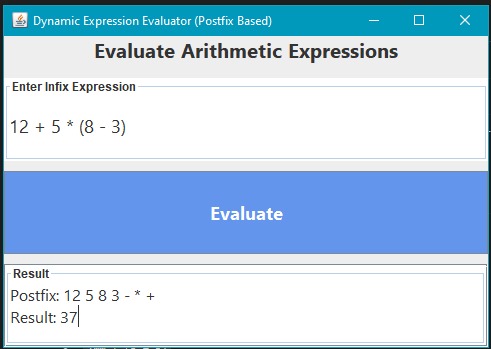 Dynamic Expression Evaluator (Postfix Based)
Evaluate Arithmetic Expressions
Enter Infix Expression
12 + 5 * (8 - 3)
Evaluate
Result
Postfix: 12 5 8 3 - * +
Result: 37